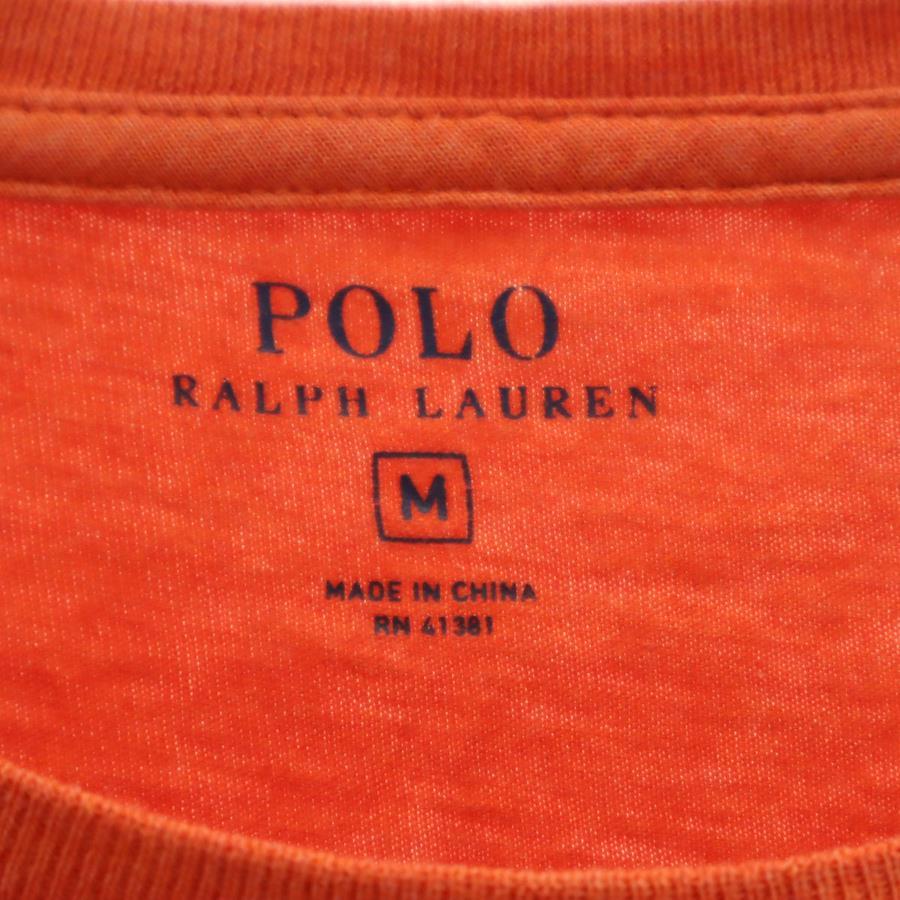 POLO
RALPH LAUREN
M
MADE IN CHINA
RN 41381